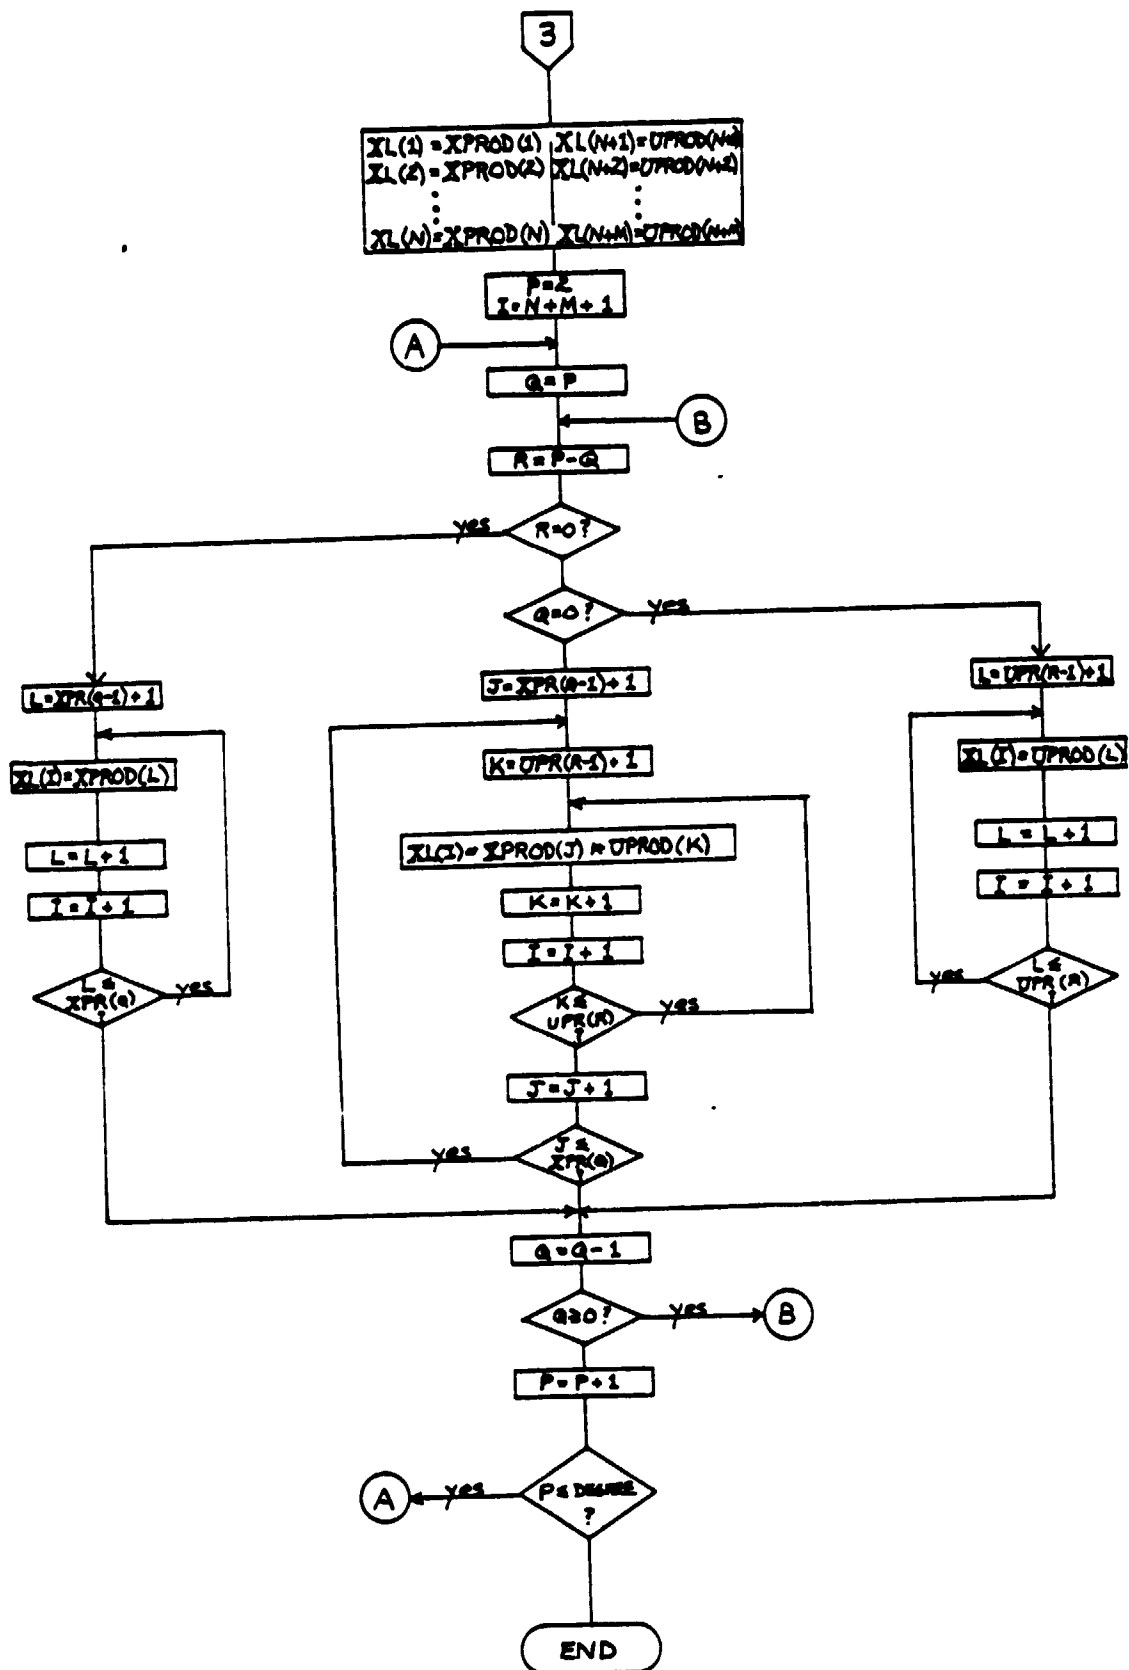 3
XL(1) = XPROD(1) XL(N+1) = UPROD(N+1)
XL(2) = XPROD(2) XL(N+2) = UPROD(N+2)
XL(N) = XPROD(N) XL(N+M) = UPROD(N+M)
P = 2
I = N + M + 1
A
Q = P
B
R = P - Q
R = 0 ?
yes
Q = 0 ?
yes
L = XPR(Q-1) + 1
J = XPR(Q-1) + 1
L = UPR(R-1) + 1
XL(I) = XPROD(L)
K = UPR(R-1) + 1
XL(I) = UPROD(L)
L = L + 1
XL(I) = XPROD(J) * UPROD(K)
L = L + 1
I = I + 1
K = K + 1
I = I + 1
I = I + 1
L ≤
XPR(Q)
?
yes
K ≤
UPR(R)
?
yes
L ≤
UPR(R)
?
yes
J = J + 1
J ≤
XPR(Q)
?
yes
Q = Q - 1
Q ≥ 0 ?
yes
B
P = P + 1
P ≤ DEGREE
?
yes
A
END